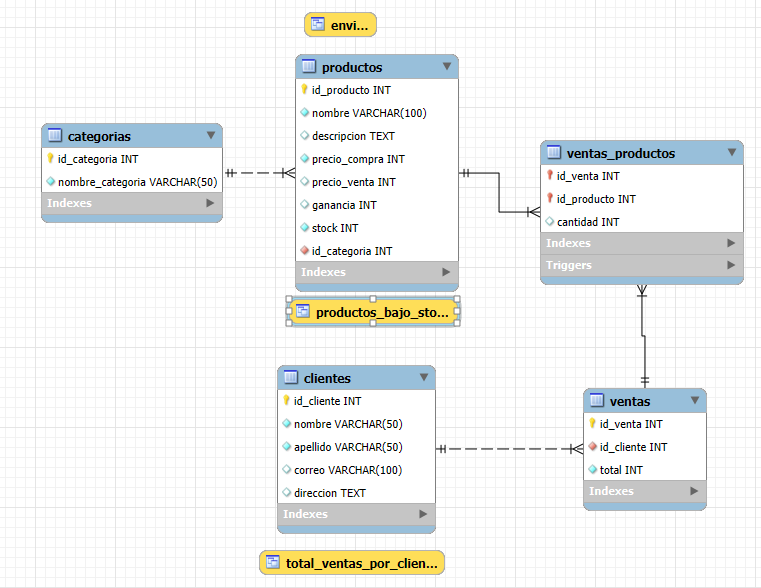 envi...
productos
id_producto INT
nombre VARCHAR(100)
descripcion TEXT
precio_compra INT
precio_venta INT
ganancia INT
stock INT
id_categoria INT
Indexes
categorias
id_categoria INT
nombre_categoria VARCHAR(50)
Indexes
ventas_productos
id_venta INT
id_producto INT
cantidad INT
Indexes
Triggers
productos_bajo_sto...
clientes
id_cliente INT
nombre VARCHAR(50)
apellido VARCHAR(50)
correo VARCHAR(100)
direccion TEXT
Indexes
ventas
id_venta INT
id_cliente INT
total INT
Indexes
total_ventas_por_clien...